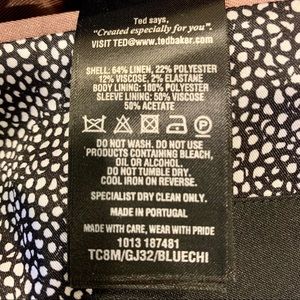 Ted says,
"Created especially for you".
VISIT TED@WWW.TEDBAKER.COM
SHELL: 64% LINEN, 22% POLYESTER
12% VISCOSE, 2% ELASTANE
BODY LINING: 100% POLYESTER
SLEEVE LINING: 50% VISCOSE
50% ACETATE
DO NOT WASH. DO NOT USE
PRODUCTS CONTAINING BLEACH,
OIL OR ALCOHOL.
DO NOT TUMBLE DRY.
COOL IRON ON REVERSE.
SPECIALIST DRY CLEAN ONLY.
MADE IN PORTUGAL
MADE WITH CARE, WEAR WITH PRIDE
1013 187481
TC8M/GJ32/BLUECHI